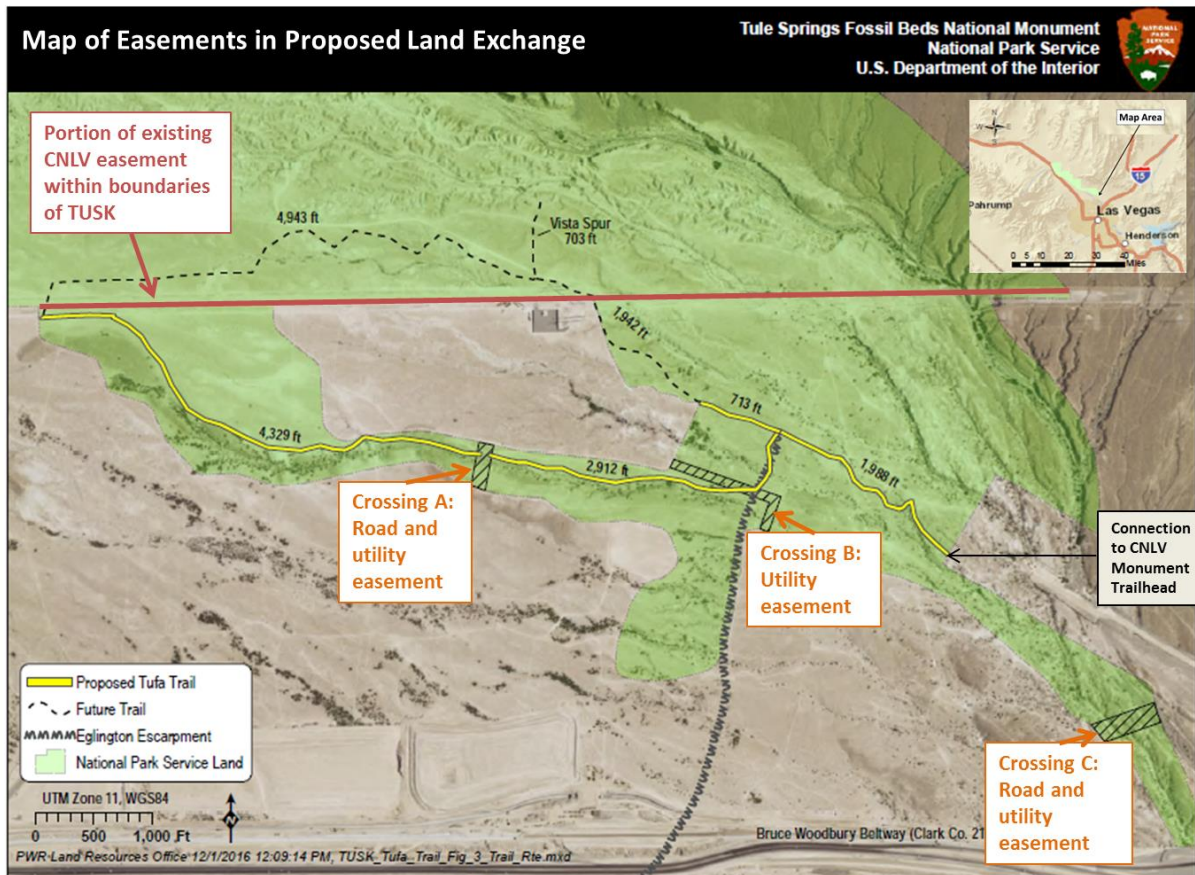 Map of Easements in Proposed Land Exchange
Tule Springs Fossil Beds National Monument
National Park Service
U.S. Department of the Interior
NATIONAL
PARK
SERVICE
Portion of existing
CNLV easement
within boundaries
of TUSK
Map Area
N
W
E
S
15
Pahrump
Las Vegas
Henderson
0 5 10 20 30 40
Miles
4,943 ft
Vista Spur
703 ft
1,942 ft
713 ft
4,329 ft
2,912 ft
1,988 ft
Crossing A:
Road and
utility
easement
Crossing B:
Utility
easement
Connection
to CNLV
Monument
Trailhead
Crossing C:
Road and
utility
easement
Proposed Tufa Trail
Future Trail
Eglington Escarpment
National Park Service Land
UTM Zone 11, WGS84
0 500 1,000 Ft
N
Bruce Woodbury Beltway (Clark Co. 21
PWR-Land Resources Office 12/1/2016 12:09:14 PM, TUSK_Tufa_Trail_Fig_3_Trail_Rte.mxd